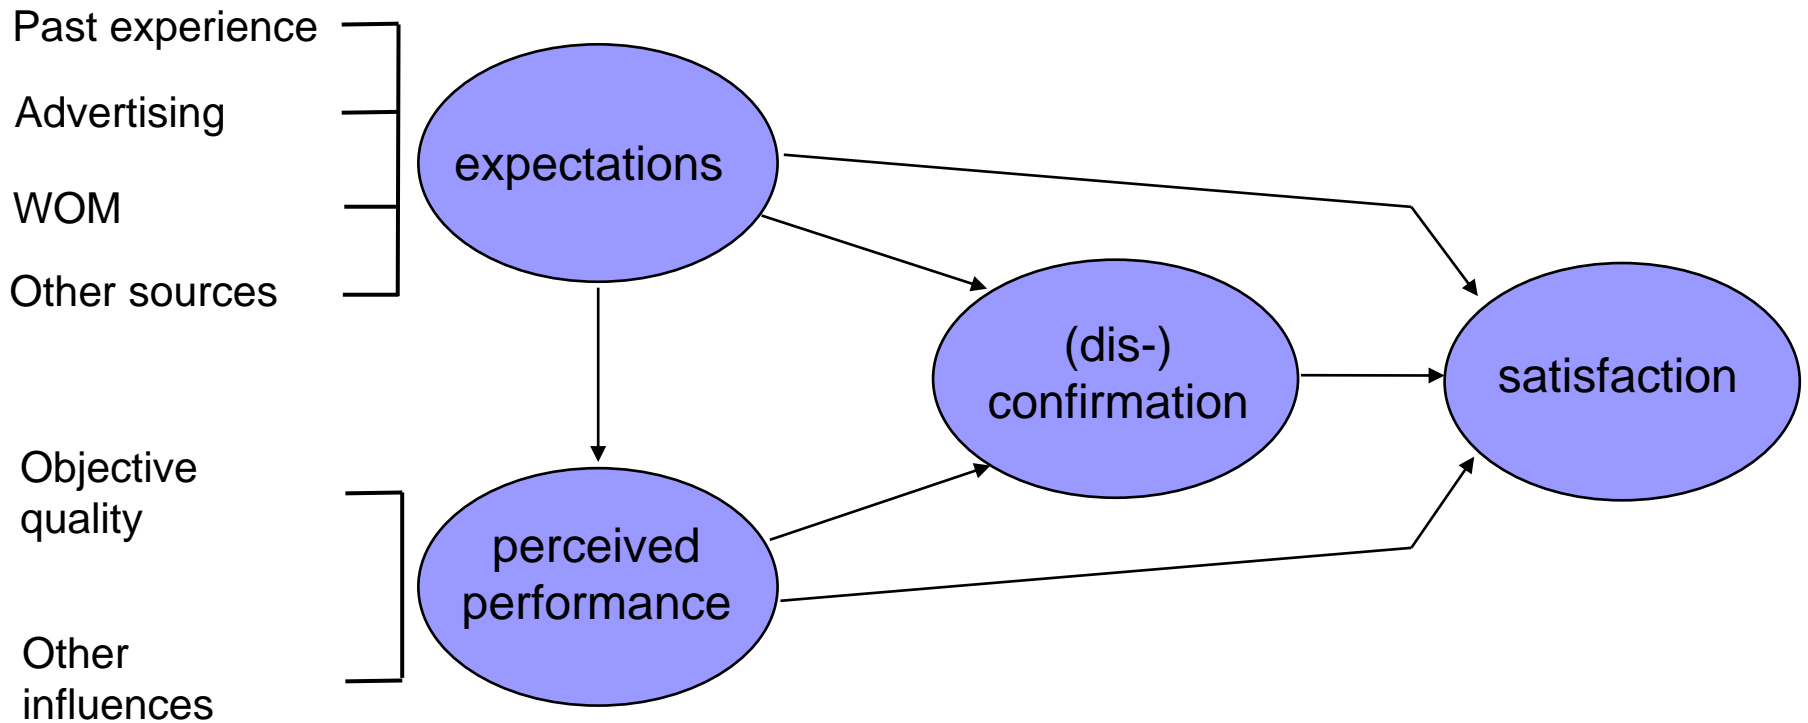 Past experience
Advertising
WOM
Other sources
expectations
(dis-)
confirmation
satisfaction
Objective
quality
perceived
performance
Other
influences